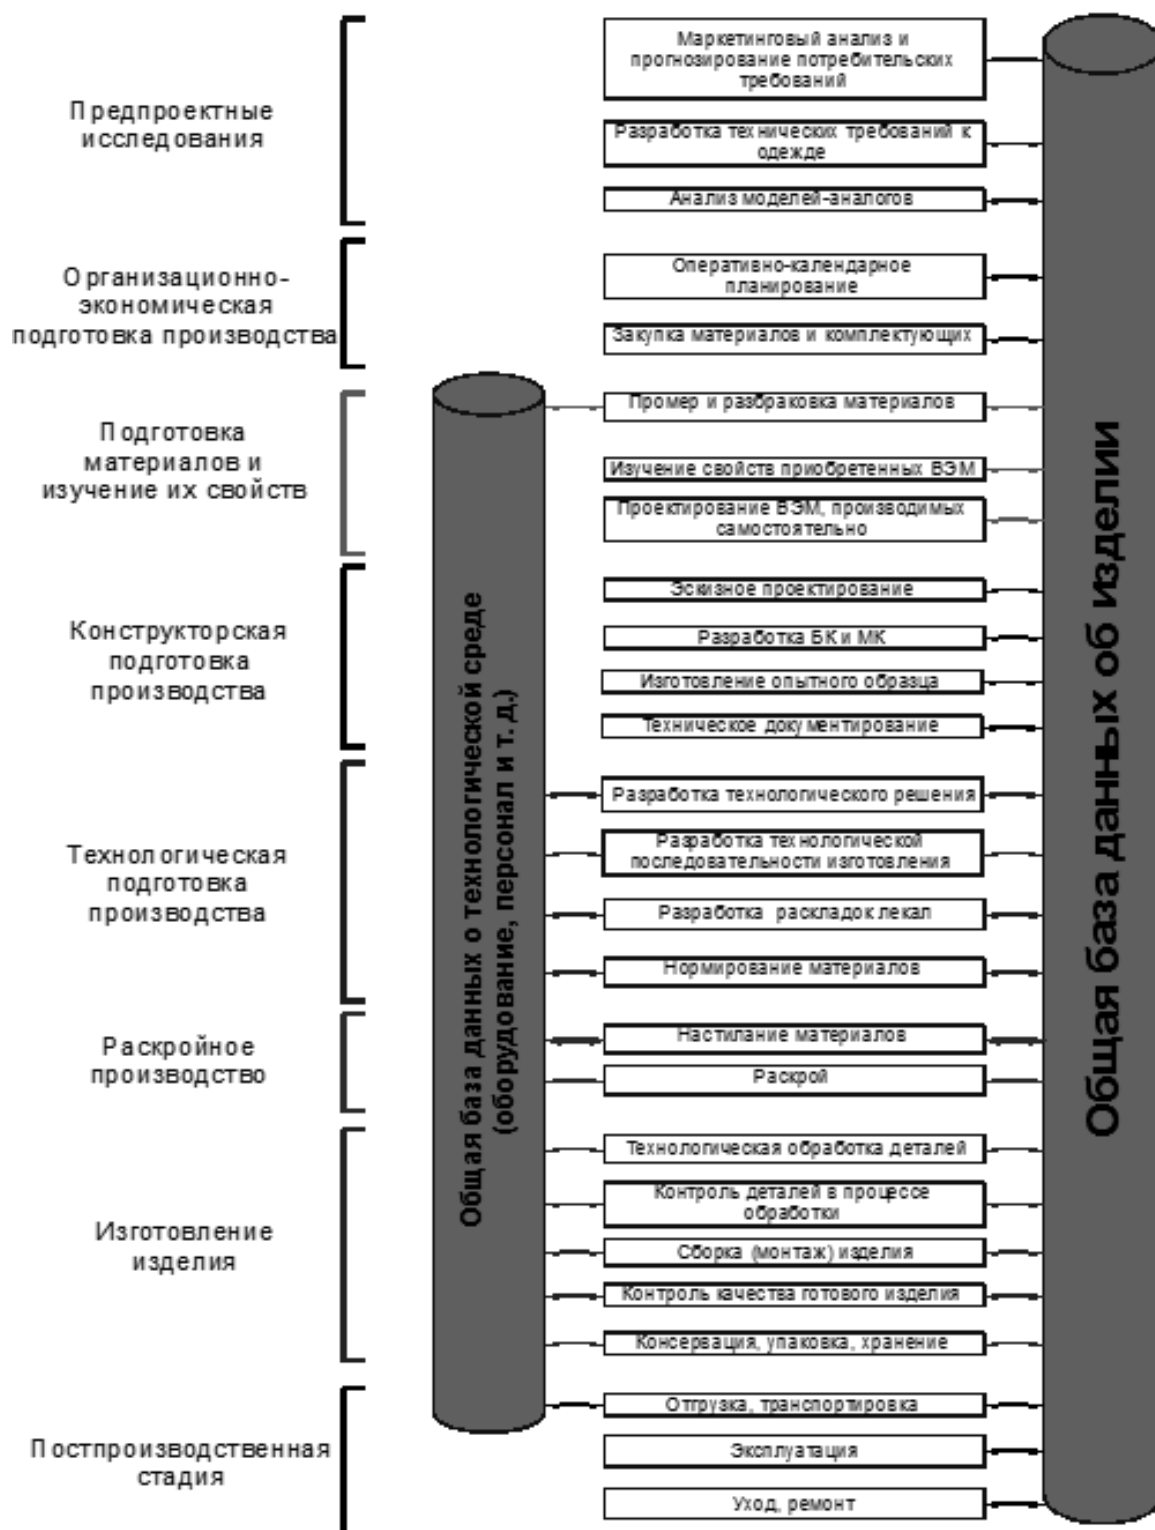 Предпроектные
исследования
Маркетинговый анализ и
прогнозирование потребительских
требований
Разработка технических требований к
одежде
Анализ моделей-аналогов
Организационно-
экономическая
подготовка производства
Оперативно-календарное
планирование
Закупка материалов и комплектующих
Подготовка
материалов и
изучение их свойств
Промер и разбраковка материалов
Изучение свойств приобретенных ВЭМ
Проектирование ВЭМ, производимых
самостоятельно
Конструкторская
подготовка
производства
Эскизное проектирование
Разработка БК и МК
Изготовление опытного образца
Техническое документирование
Технологическая
подготовка
производства
Разработка технологического решения
Разработка технологической
последовательности изготовления
Разработка раскладок лекал
Нормирование материалов
Раскройное
производство
Настилание материалов
Раскрой
Изготовление
изделия
Технологическая обработка деталей
Контроль деталей в процессе
обработки
Сборка (монтаж) изделия
Контроль качества готового изделия
Консервация, упаковка, хранение
Постпроизводственная
стадия
Отгрузка, транспортировка
Эксплуатация
Уход, ремонт
Общая база данных о технологической среде
(оборудование, персонал и т. д.)
Общая база данных об изделии